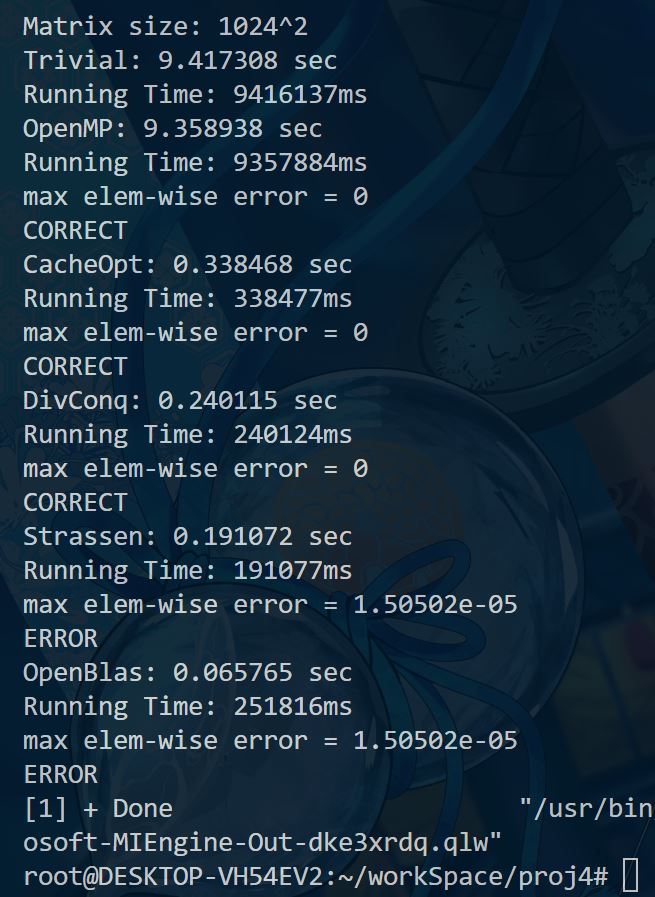 Matrix size: 1024^2
Trivial: 9.417308 sec
Running Time: 9416137ms
OpenMP: 9.358938 sec
Running Time: 9357884ms
max elem-wise error = 0
CORRECT
CacheOpt: 0.338468 sec
Running Time: 338477ms
max elem-wise error = 0
CORRECT
DivConq: 0.240115 sec
Running Time: 240124ms
max elem-wise error = 0
CORRECT
Strassen: 0.191072 sec
Running Time: 191077ms
max elem-wise error = 1.50502e-05
ERROR
OpenBlas: 0.065765 sec
Running Time: 251816ms
max elem-wise error = 1.50502e-05
ERROR
[1] + Done                       "/usr/bin
osoft-MIEngine-Out-dke3xrdq.qlw"
root@DESKTOP-VH54EV2:~/workSpace/proj4#